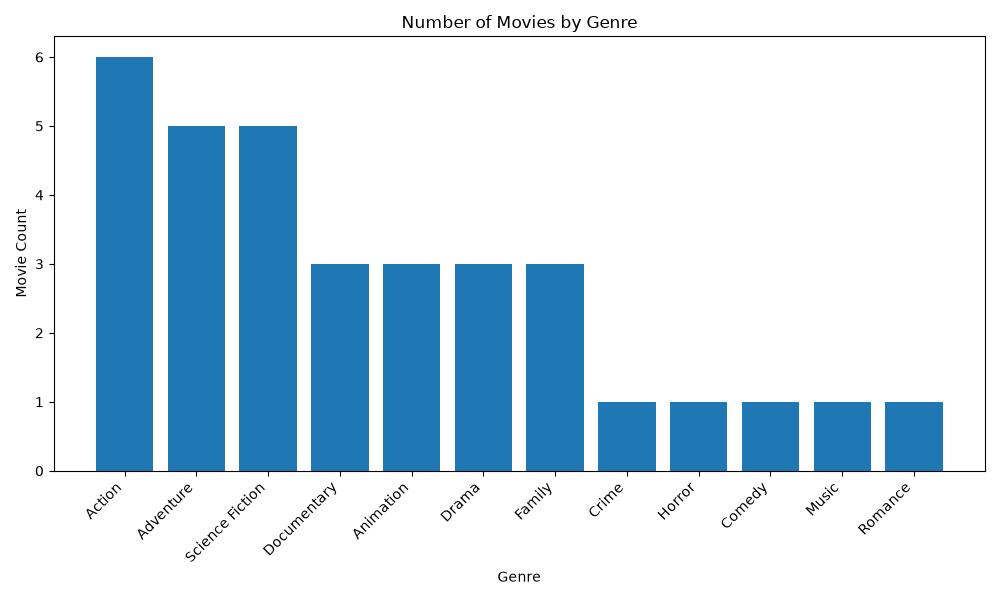 Number of Movies by Genre
Movie Count
6
5
4
3
2
1
0
Action
Adventure
Science Fiction
Documentary
Animation
Drama
Family
Crime
Horror
Comedy
Music
Romance
Genre